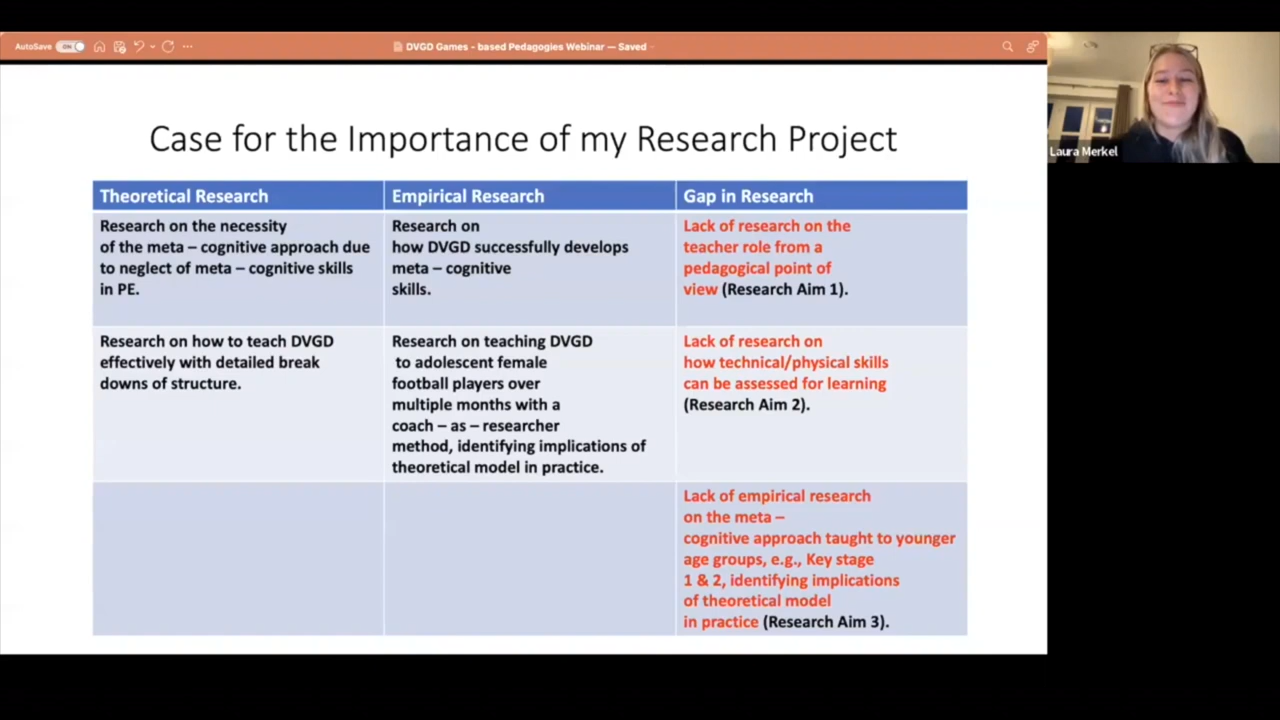 AutoSave ON
DVGD Games - based Pedagogies Webinar — Saved
Case for the Importance of my Research Project
Theoretical Research
Empirical Research
Gap in Research
Research on the necessity
of the meta – cognitive approach due
to neglect of meta – cognitive skills
in PE.
Research on
how DVGD successfully develops
meta – cognitive
skills.
Lack of research on the
teacher role from a
pedagogical point of
view (Research Aim 1).
Research on how to teach DVGD
effectively with detailed break
downs of structure.
Research on teaching DVGD
to adolescent female
football players over
multiple months with a
coach – as – researcher
method, identifying implications of
theoretical model in practice.
Lack of research on
how technical/physical skills
can be assessed for learning
(Research Aim 2).
Lack of empirical research
on the meta –
cognitive approach taught to younger
age groups, e.g., Key stage
1 & 2, identifying implications
of theoretical model
in practice (Research Aim 3).
Laura Merkel